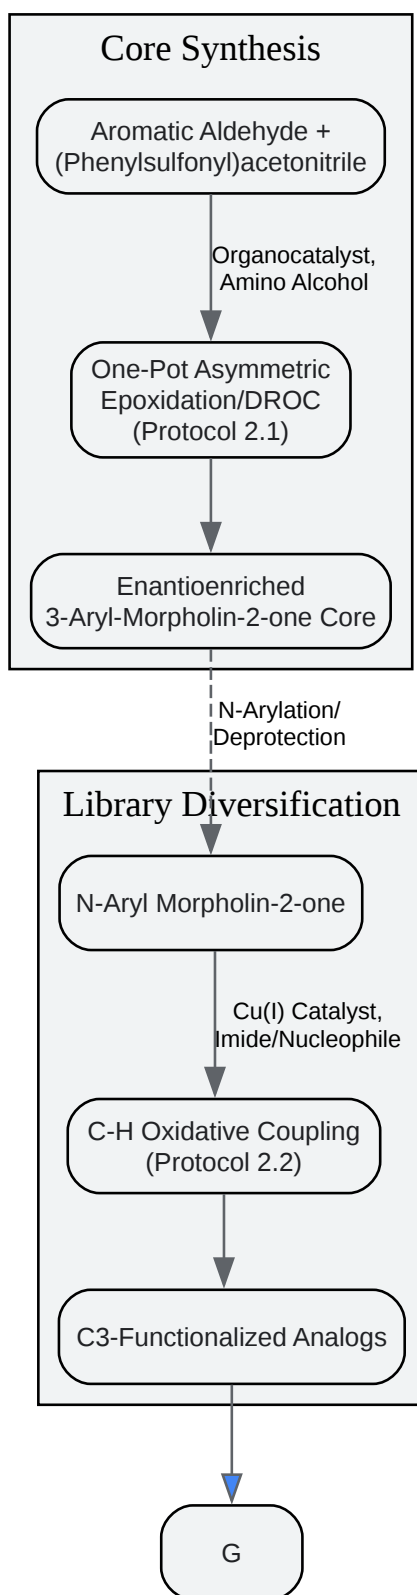 Core Synthesis
Aromatic Aldehyde +
(Phenylsulfonyl)acetonitrile
Organocatalyst,
Amino Alcohol
One-Pot Asymmetric
Epoxidation/DROC
(Protocol 2.1)
Enantioenriched
3-Aryl-Morpholin-2-one Core
N-Arylation/
Deprotection
Library Diversification
N-Aryl Morpholin-2-one
Cu(I) Catalyst,
Imide/Nucleophile
C-H Oxidative Coupling
(Protocol 2.2)
C3-Functionalized Analogs
G